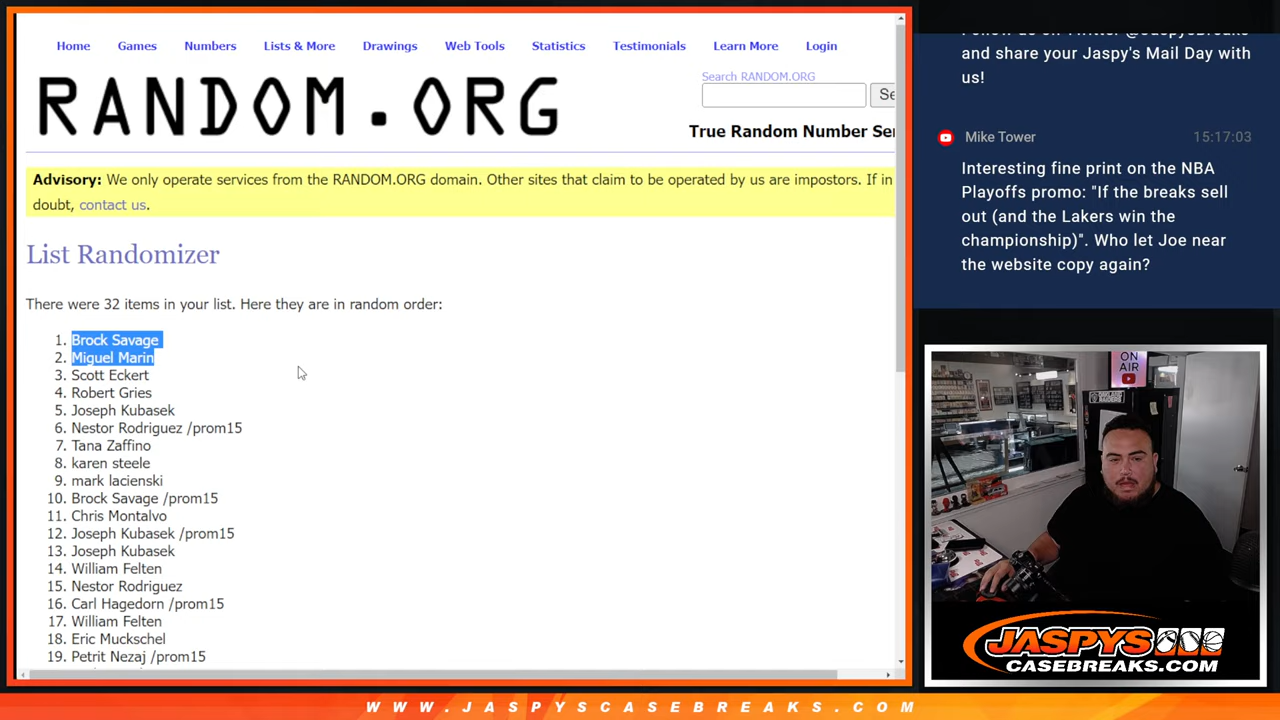 Home Games Numbers Lists & More Drawings Web Tools Statistics Testimonials Learn More Login
RANDOM.ORG
Search RANDOM.ORG
Se
True Random Number Ser
Advisory: We only operate services from the RANDOM.ORG domain. Other sites that claim to be operated by us are impostors. If in
doubt, contact us.
List Randomizer
There were 32 items in your list. Here they are in random order:
1. Brock Savage
2. Miguel Marin
3. Scott Eckert
4. Robert Gries
5. Joseph Kubasek
6. Nestor Rodriguez /prom15
7. Tana Zaffino
8. karen steele
9. mark lacienski
10. Brock Savage /prom15
11. Chris Montalvo
12. Joseph Kubasek /prom15
13. Joseph Kubasek
14. William Felten
15. Nestor Rodriguez
16. Carl Hagedorn /prom15
17. William Felten
18. Eric Muckschel
19. Petrit Nezaj /prom15
and share your Jaspy's Mail Day with
us!
Mike Tower 15:17:03
Interesting fine print on the NBA
Playoffs promo: "If the breaks sell
out (and the Lakers win the
championship)". Who let Joe near
the website copy again?
ON
AIR
JASPYS
CASEBREAKS.COM
WWW.JASPYSCASEBREAKS.COM